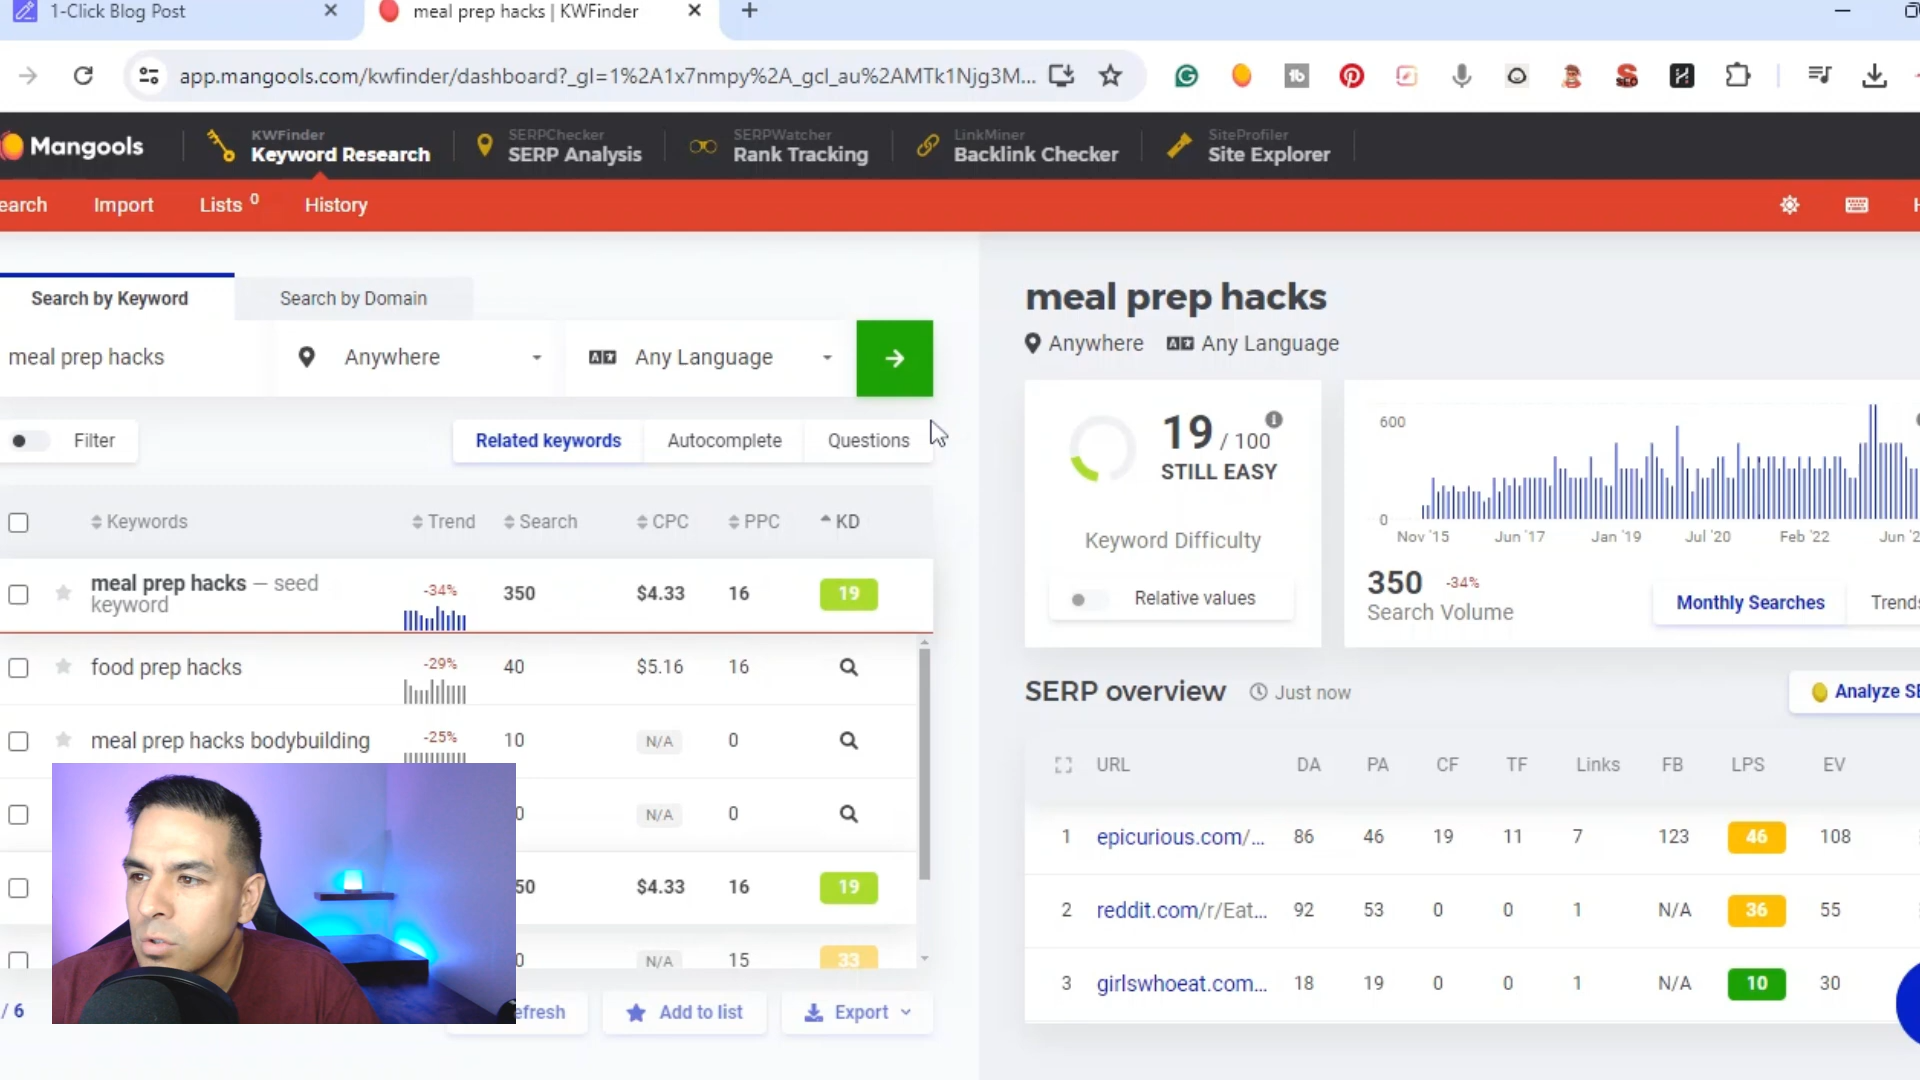 1-Click Blog Post
meal prep hacks | KWFinder
app.mangools.com/kwfinder/dashboard?_gl=1%2A1x7nmpy%2A_gcl_au%2AMTk1Njg3M...
Mangools
KWFinder
Keyword Research
SERPChecker
SERP Analysis
SERPWatcher
Rank Tracking
LinkMiner
Backlink Checker
SiteProfiler
Site Explorer
earch
Import
Lists 0
History
H
Search by Keyword
Search by Domain
meal prep hacks
Anywhere
Any Language
Filter
Related keywords
Autocomplete
Questions
Keywords Trend Search CPC PPC KD
meal prep hacks — seed
keyword
-34%
350 $4.33 16 19
food prep hacks
-29%
40 $5.16 16
meal prep hacks bodybuilding
-25%
10 N/A 0
0 N/A 0
50 $4.33 16 19
0 N/A 15 33
/ 6
efresh
Add to list
Export
meal prep hacks
Anywhere Any Language
19 / 100
STILL EASY
Keyword Difficulty
Relative values
600
0
Nov '15 Jun '17 Jan '19 Jul '20 Feb '22 Jun '2
350 -34%
Search Volume
Monthly Searches
Trends
SERP overview Just now
Analyze SE
URL DA PA CF TF Links FB LPS EV
1 epicurious.com/... 86 46 19 11 7 123 46 108
2 reddit.com/r/Eat... 92 53 0 0 1 N/A 36 55
3 girlswhoeat.com... 18 19 0 0 1 N/A 10 30